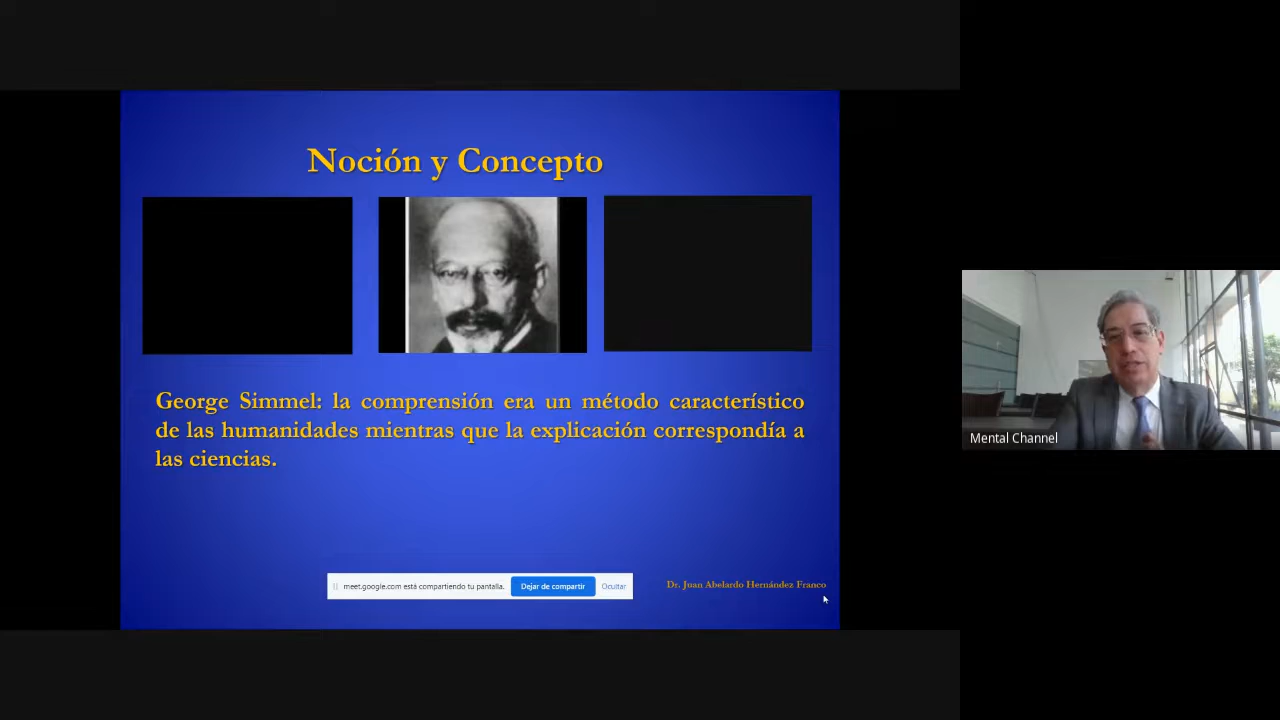 Noción y Concepto
George Simmel: la comprensión era un método característico
de las humanidades mientras que la explicación correspondía a
las ciencias.
meet.google.com está compartiendo tu pantalla. Dejar de compartir Ocultar
Dr. Juan Abelardo Hernández Franco
Mental Channel